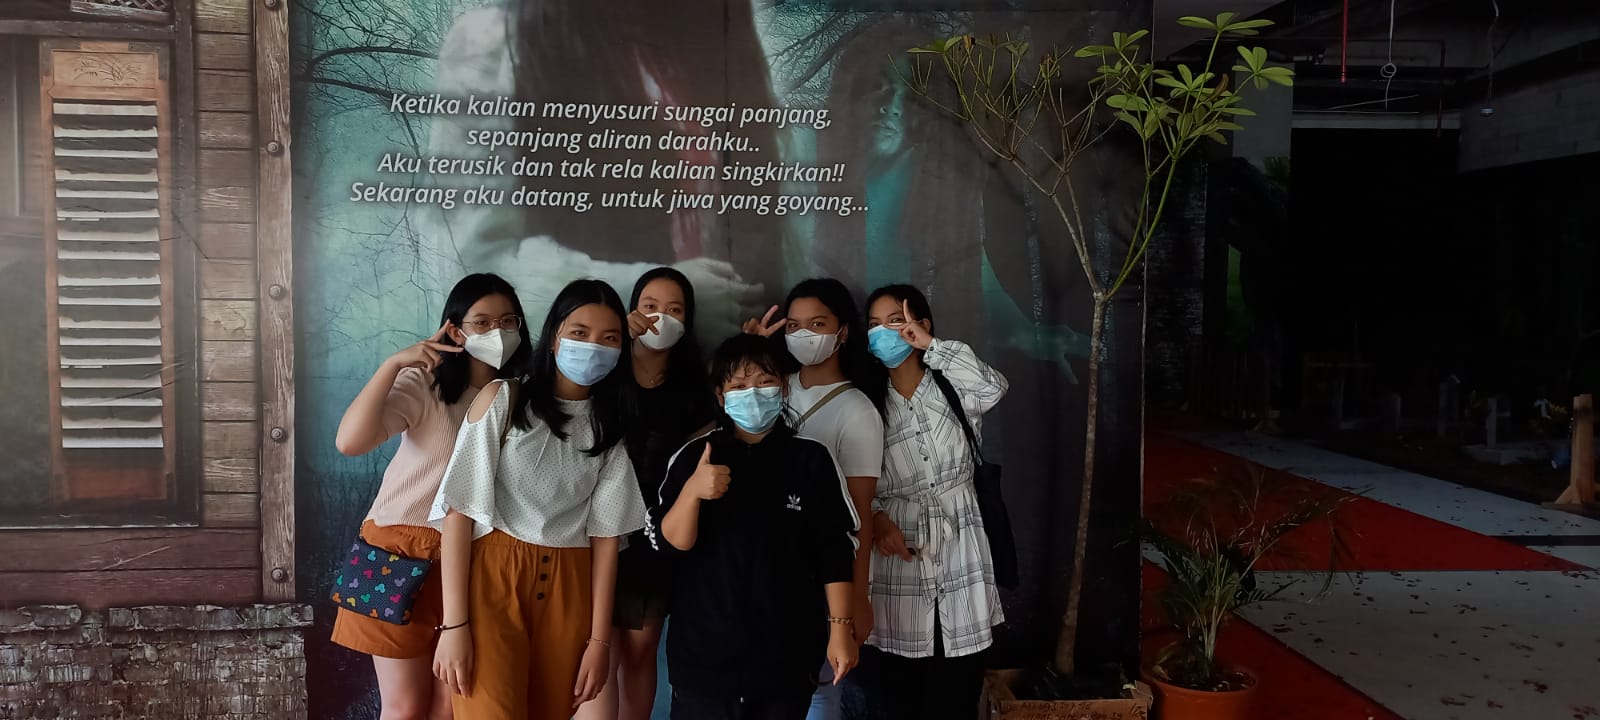 Ketika kalian menyusuri sungai panjang,
sepanjang aliran darahku..
Aku terusik dan tak rela kalian singkirkan!!
Sekarang aku datang, untuk jiwa yang goyang...
adidas